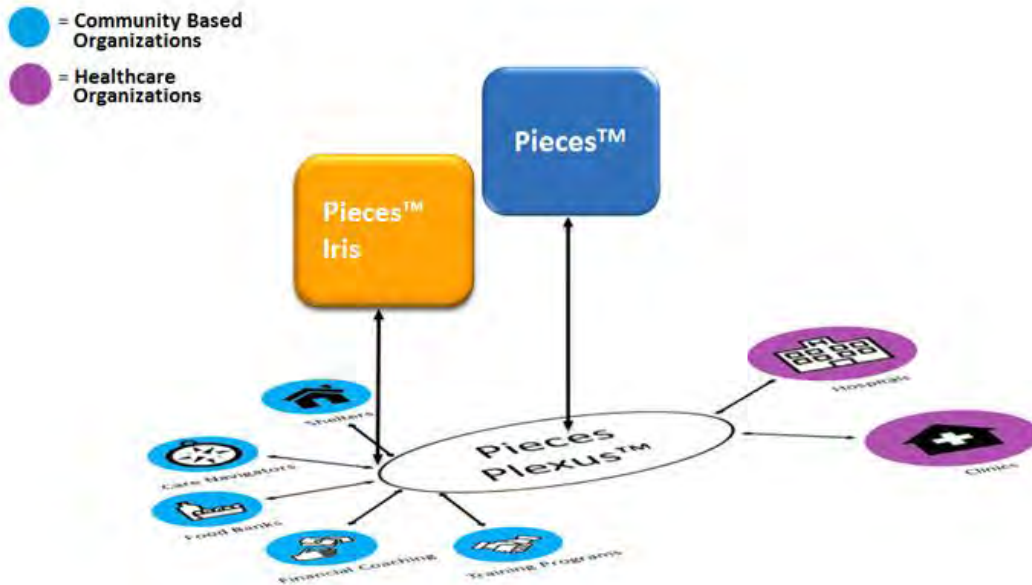 = Community Based
Organizations
= Healthcare
Organizations
Pieces™
Pieces™
Iris
Hospitals
Shelters
Pieces
Plexus™
Clinics
Care Navigators
Food Banks
Financial Coaching
Training Programs